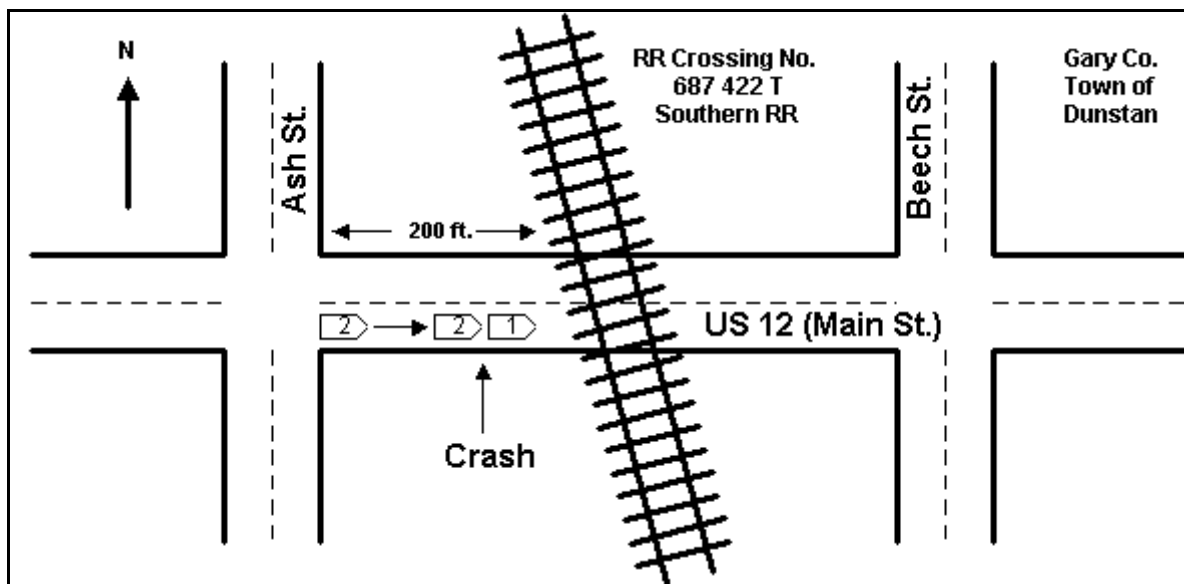 N
RR Crossing No.
687 422 T
Southern RR
Gary Co.
Town of
Dunstan
Ash St.
Beech St.
200 ft.
2
2
1
US 12 (Main St.)
Crash